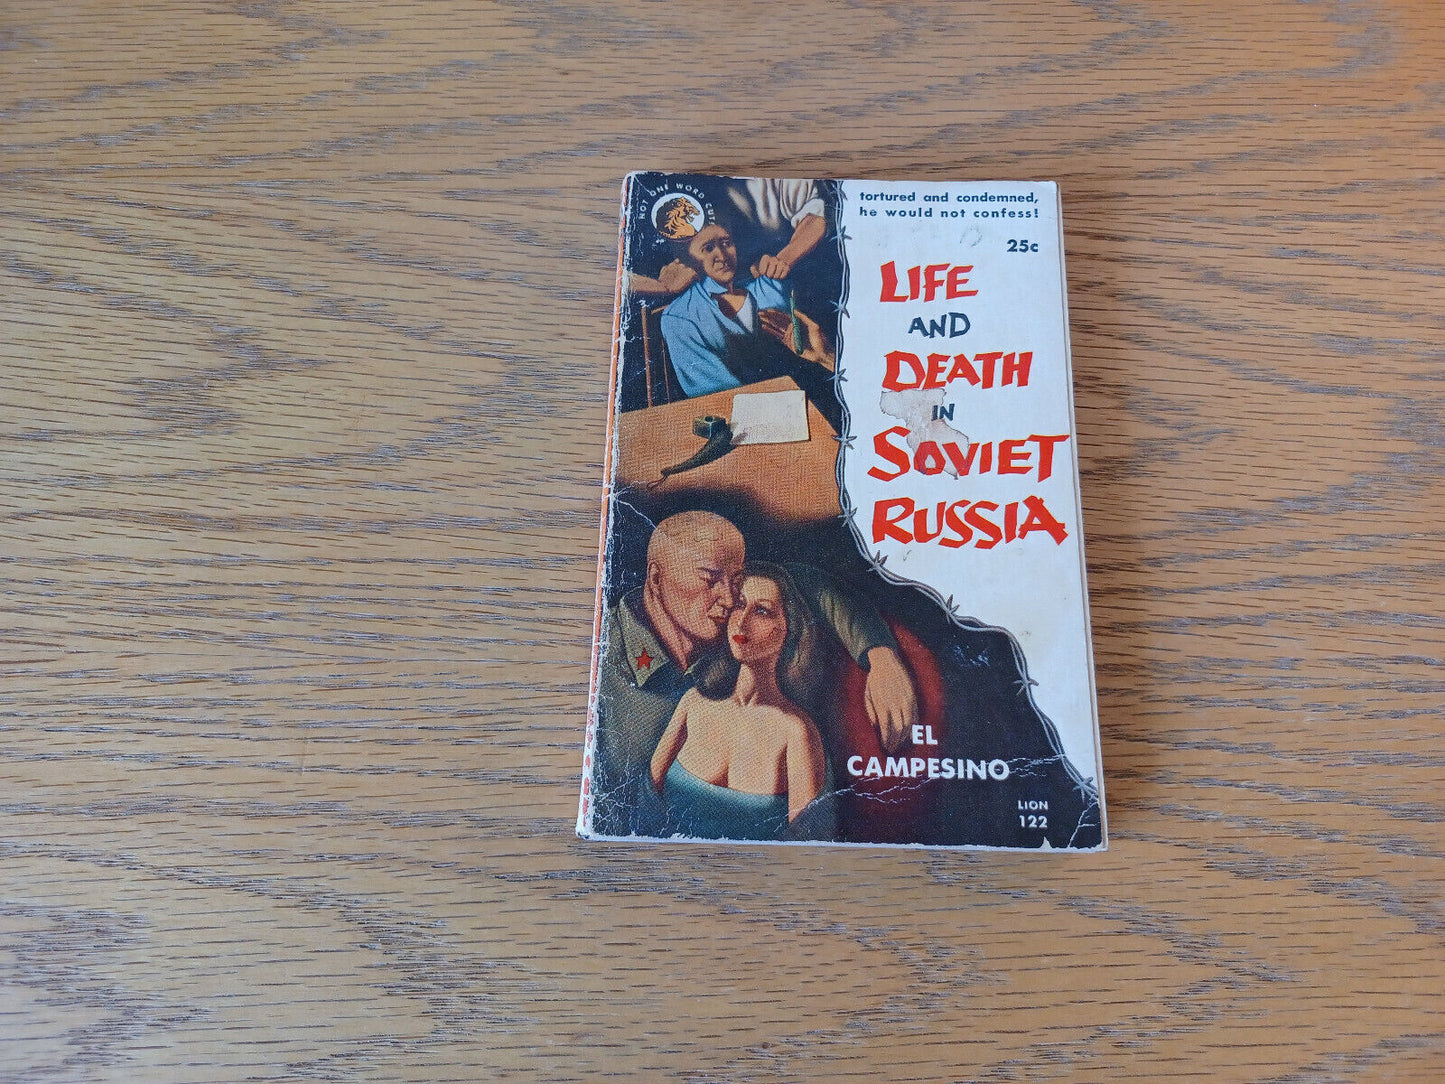 NOT ONE WORD CUT
tortured and condemned,
he would not confess!
25c
LIFE
AND
DEATH
IN
SOVIET
RUSSIA
EL
CAMPESINO
LION
122